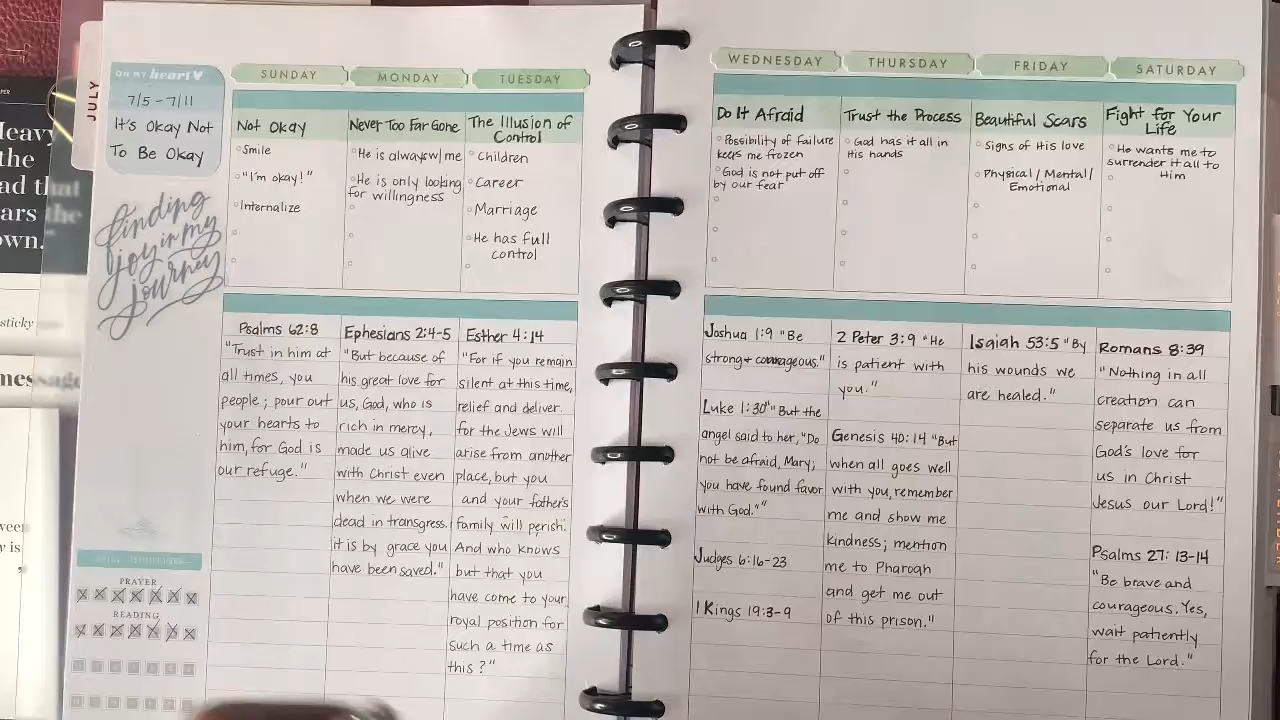 JULY
ON MY heart
7/5 - 7/11
It's Okay Not
To Be Okay
finding
joy in my
journey
PRAYER
READING
SUNDAY
MONDAY
TUESDAY
Not Okay
Smile
"I'm okay!"
Internalize
Never Too Far Gone
He is always w/me
He is only looking
for willingness
The Illusion of
Control
Children
Career
Marriage
He has full
control
Psalms 62:8
"Trust in him at
all times, you
people; pour out
your hearts to
him, for God is
our refuge."
Ephesians 2:4-5
"But because of
his great love for
us, God, who is
rich in mercy,
made us alive
with Christ even
when we were
dead in transgress.
it is by grace you
have been saved."
Esther 4:14
"For if you remain
silent at this time,
relief and deliver.
for the Jews will
arise from another
place, but you
and your father's
family will perish.
And who knows
but that you
have come to your
royal position for
such a time as
this?"
WEDNESDAY
THURSDAY
FRIDAY
SATURDAY
Do It Afraid
Possibility of failure
keeps me frozen
God is not put off
by our fear
Trust the Process
God has it all in
His hands
Beautiful Scars
Signs of His love
Physical / Mental /
Emotional
Fight for Your
Life
He wants me to
surrender it all to
Him
Joshua 1:9 "Be
strong + courageous."
Luke 1:30 "But the
angel said to her, "Do
not be afraid, Mary;
you have found favor
with God.""
Judges 6:16-23
1 Kings 19:3-9
2 Peter 3:9 "He
is patient with
you."
Genesis 40:14 "But
when all goes well
with you, remember
me and show me
kindness; mention
me to Pharoah
and get me out
of this prison."
Isaiah 53:5 "By
his wounds we
are healed."
Romans 8:39
"Nothing in all
creation can
separate us from
God's love for
us in Christ
Jesus our Lord!"
Psalms 27:13-14
"Be brave and
courageous. Yes,
wait patiently
for the Lord."
the
sticky